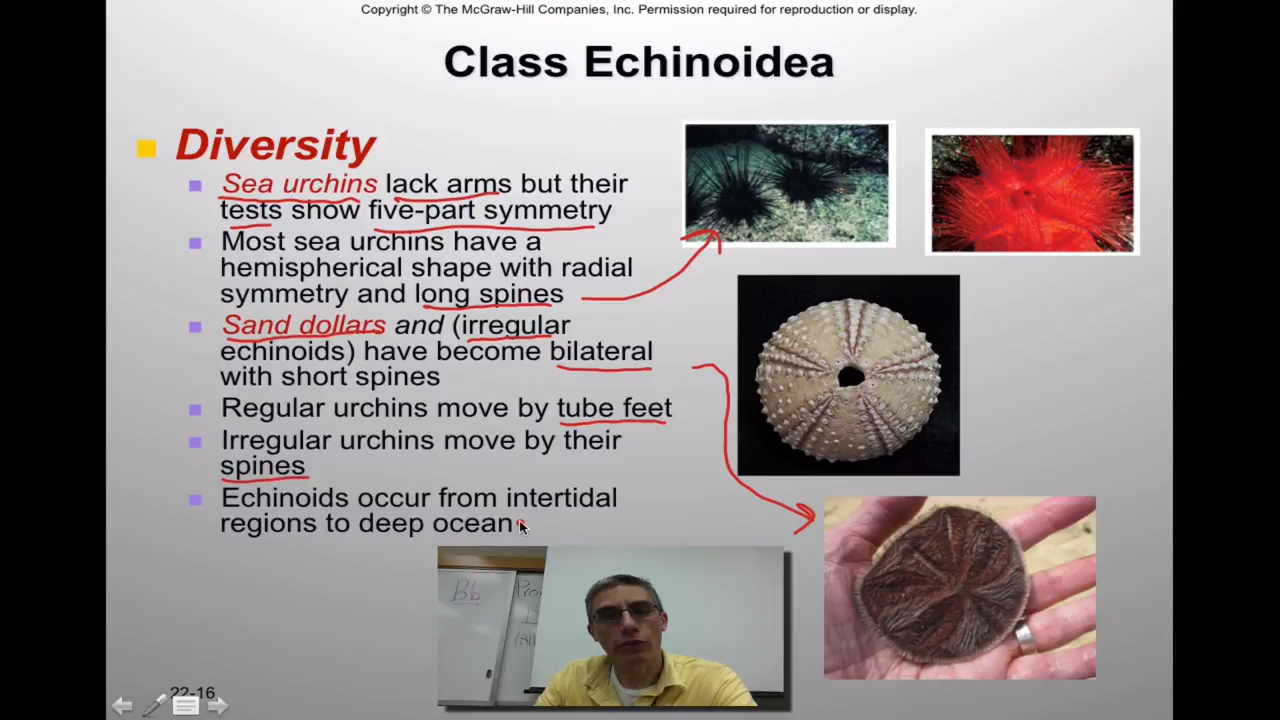 Copyright © The McGraw-Hill Companies, Inc. Permission required for reproduction or display.
Class Echinoidea
Diversity
Sea urchins lack arms but their
tests show five-part symmetry
Most sea urchins have a
hemispherical shape with radial
symmetry and long spines
Sand dollars and (irregular
echinoids) have become bilateral
with short spines
Regular urchins move by tube feet
Irregular urchins move by their
spines
Echinoids occur from intertidal
regions to deep ocean
Bb
22-16